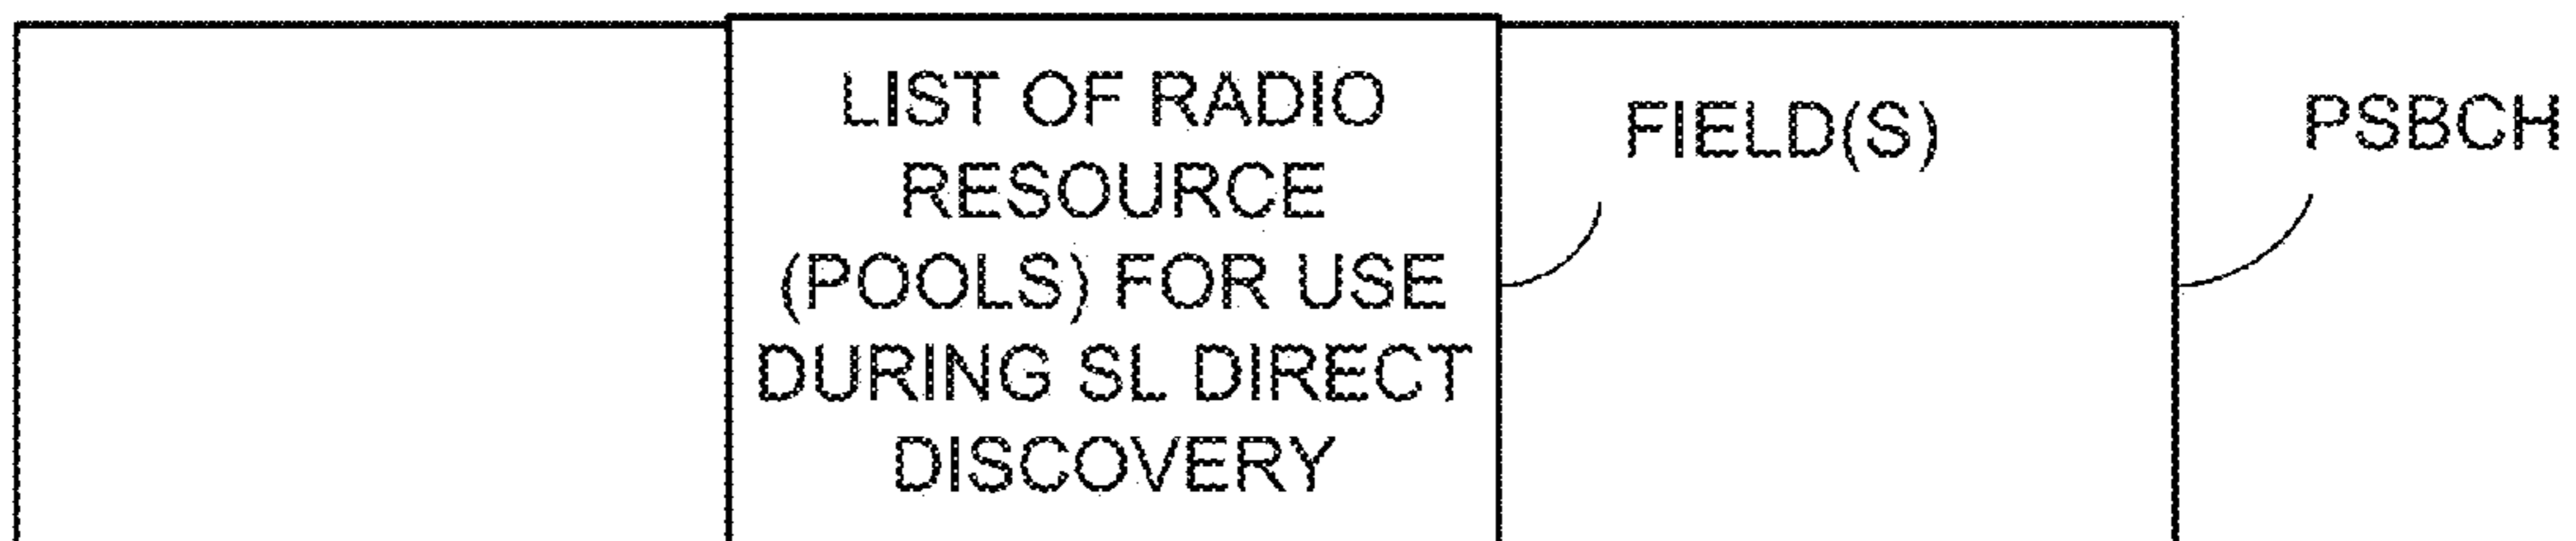 LIST OF RADIO
RESOURCE
(POOLS) FOR USE
DURING SL DIRECT
DISCOVERY
FIELD(S)
PSBCH